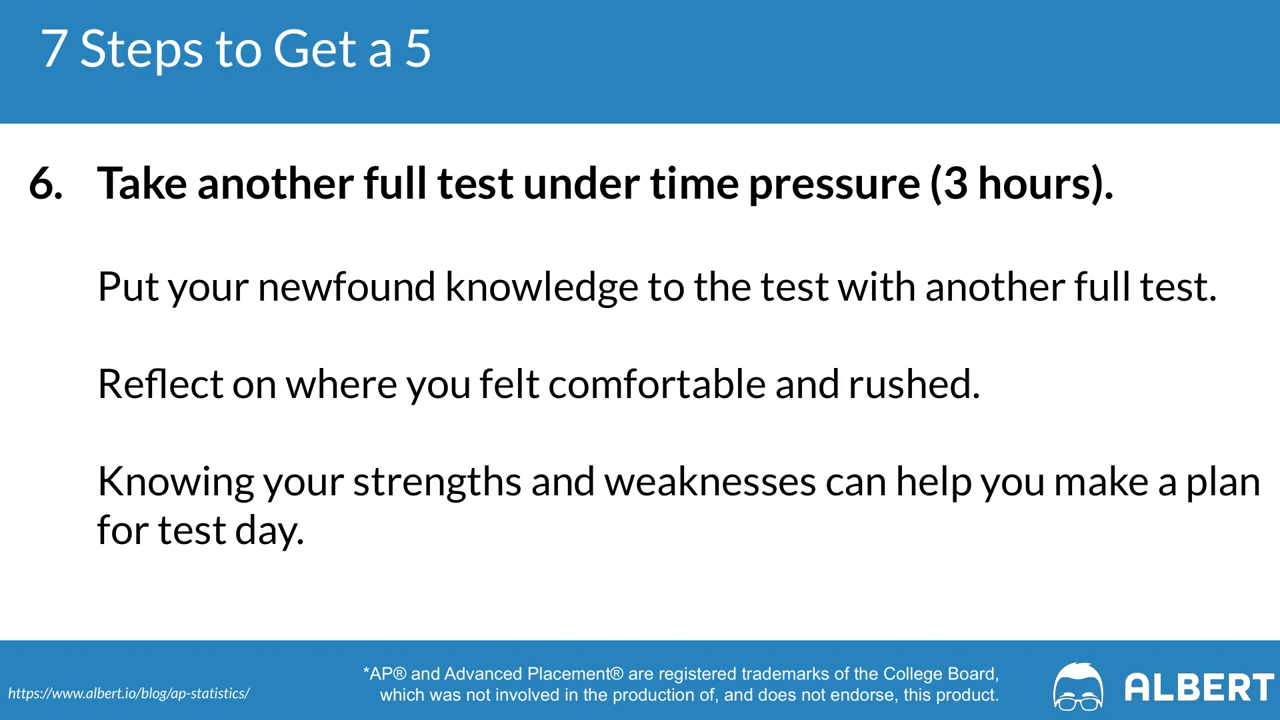 7 Steps to Get a 5
6. Take another full test under time pressure (3 hours).
Put your newfound knowledge to the test with another full test.
Reflect on where you felt comfortable and rushed.
Knowing your strengths and weaknesses can help you make a plan
for test day.
https://www.albert.io/blog/ap-statistics/
*AP® and Advanced Placement® are registered trademarks of the College Board,
which was not involved in the production of, and does not endorse, this product.
ALBERT